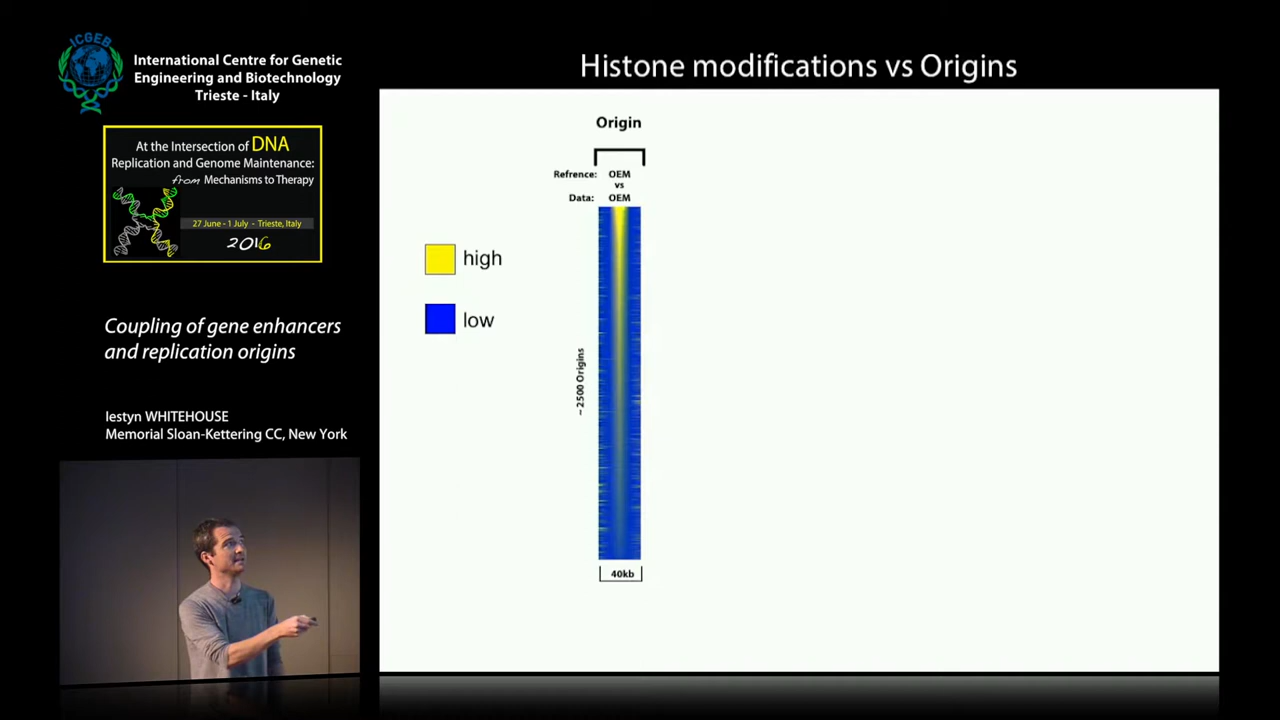 ICGEB
International Centre for Genetic
Engineering and Biotechnology
Trieste - Italy
At the Intersection of DNA
Replication and Genome Maintenance:
from Mechanisms to Therapy
27 June - 1 July - Trieste, Italy
2016
Coupling of gene enhancers
and replication origins
Iestyn WHITEHOUSE
Memorial Sloan-Kettering CC, New York
Histone modifications vs Origins
Origin
Refrence: OEM
vs
Data: OEM
high
low
~2500 Origins
40kb